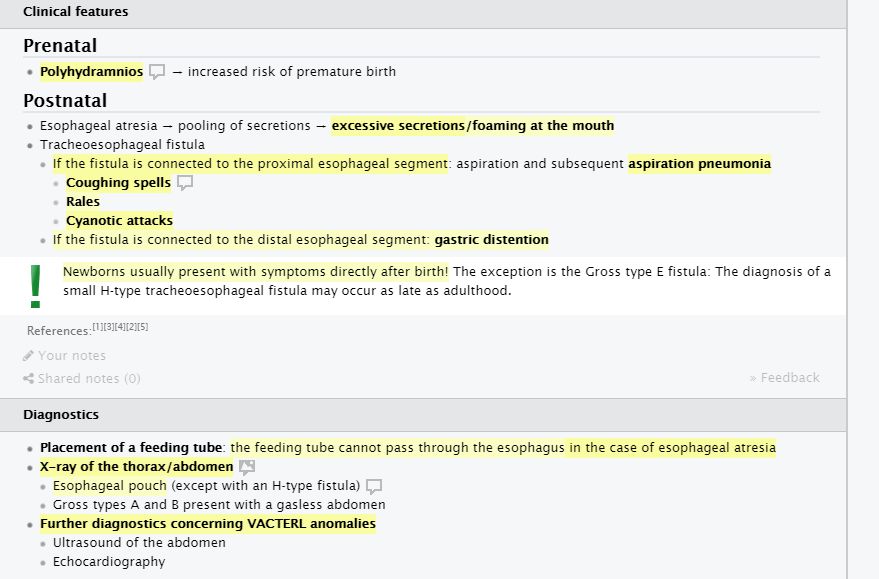 Clinical features
Prenatal
Polyhydramnios → increased risk of premature birth
Postnatal
Esophageal atresia → pooling of secretions → excessive secretions/foaming at the mouth
Tracheoesophageal fistula
If the fistula is connected to the proximal esophageal segment: aspiration and subsequent aspiration pneumonia
Coughing spells
Rales
Cyanotic attacks
If the fistula is connected to the distal esophageal segment: gastric distention
Newborns usually present with symptoms directly after birth! The exception is the Gross type E fistula: The diagnosis of a
small H-type tracheoesophageal fistula may occur as late as adulthood.
References:[1][3][4][2][5]
Your notes
Shared notes (0)
» Feedback
Diagnostics
Placement of a feeding tube: the feeding tube cannot pass through the esophagus in the case of esophageal atresia
X-ray of the thorax/abdomen
Esophageal pouch (except with an H-type fistula)
Gross types A and B present with a gasless abdomen
Further diagnostics concerning VACTERL anomalies
Ultrasound of the abdomen
Echocardiography